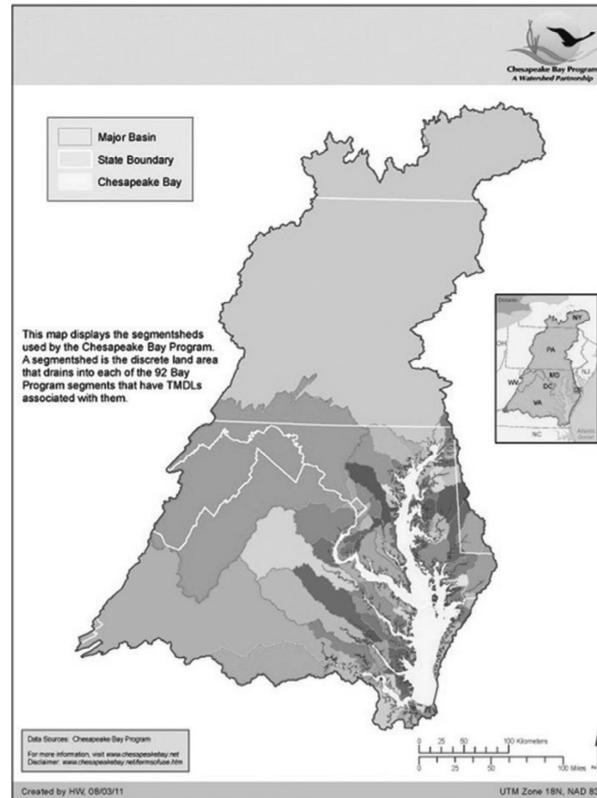 Chesapeake Bay Program
A Watershed Partnership
Major Basin
State Boundary
Chesapeake Bay
This map displays the segmentsheds
used by the Chesapeake Bay Program.
A segmentshed is the discrete land area
that drains into each of the 92 Bay
Program segments that have TMDLs
associated with them.
Ontario
NY
PA
OH
NJ
MD
WV
DC
DE
VA
Atlantic
Ocean
NC
Data Sources: Chesapeake Bay Program
For more information, visit www.chesapeakebay.net
Disclaimer: www.chesapeakebay.net/termsofuse.htm
0 25 50 100 Kilometers
0 25 50 100 Miles
Created by HW, 08/03/11
UTM Zone 18N, NAD 83